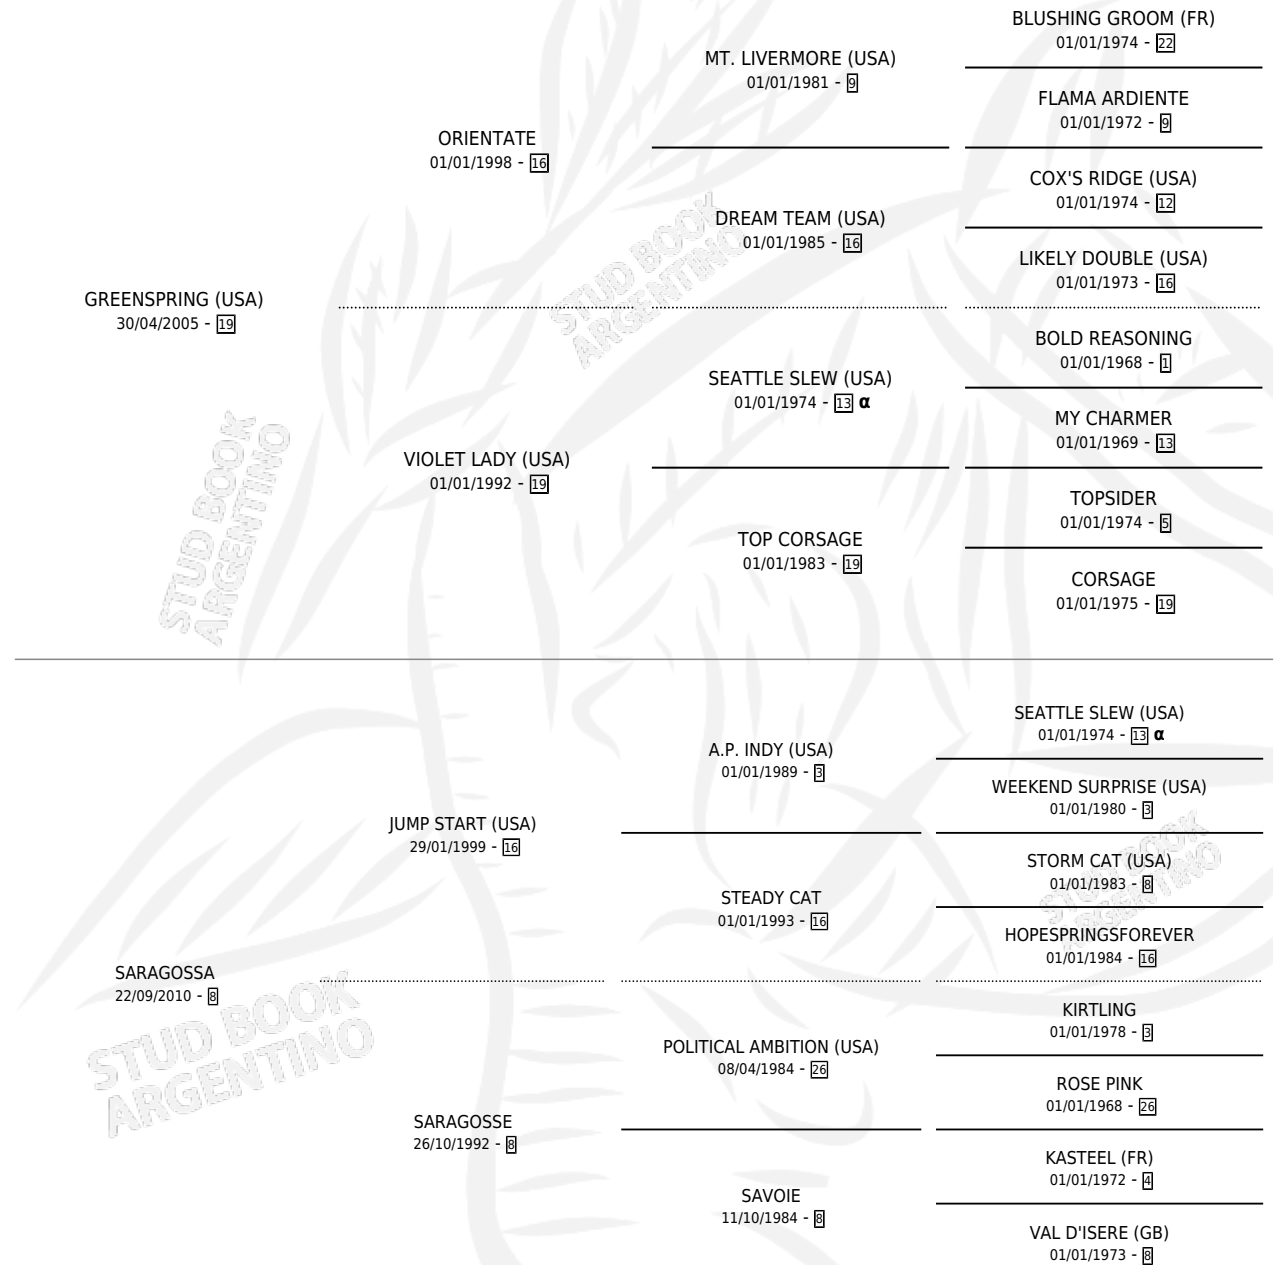 BLUSHING GROOM (FR)
01/01/1974 - 22
MT. LIVERMORE (USA)
01/01/1981 - 9
FLAMA ARDIENTE
01/01/1972 - 9
ORIENTATE
01/01/1998 - 16
COX'S RIDGE (USA)
01/01/1974 - 12
DREAM TEAM (USA)
01/01/1985 - 16
LIKELY DOUBLE (USA)
01/01/1973 - 16
GREENSPRING (USA)
30/04/2005 - 19
BOLD REASONING
01/01/1968 - 1
SEATTLE SLEW (USA)
01/01/1974 - 13 α
MY CHARMER
01/01/1969 - 13
VIOLET LADY (USA)
01/01/1992 - 19
TOPSIDER
01/01/1974 - 5
TOP CORSAGE
01/01/1983 - 19
CORSAGE
01/01/1975 - 19
SEATTLE SLEW (USA)
01/01/1974 - 13 α
A.P. INDY (USA)
01/01/1989 - 3
WEEKEND SURPRISE (USA)
01/01/1980 - 3
JUMP START (USA)
29/01/1999 - 16
STORM CAT (USA)
01/01/1983 - 8
STEADY CAT
01/01/1993 - 16
HOPESPRINGSFOREVER
01/01/1984 - 16
SARAGOSSA
22/09/2010 - 8
KIRTLING
01/01/1978 - 3
POLITICAL AMBITION (USA)
08/04/1984 - 26
ROSE PINK
01/01/1968 - 26
SARAGOSSE
26/10/1992 - 8
KASTEEL (FR)
01/01/1972 - 4
SAVOIE
11/10/1984 - 8
VAL D'ISERE (GB)
01/01/1973 - 8
STUD BOOK
ARGENTINO
STUD BOOK
ARGENTINO
STUD BOOK
ARGENTINO
STUD BOOK
ARGENTINO